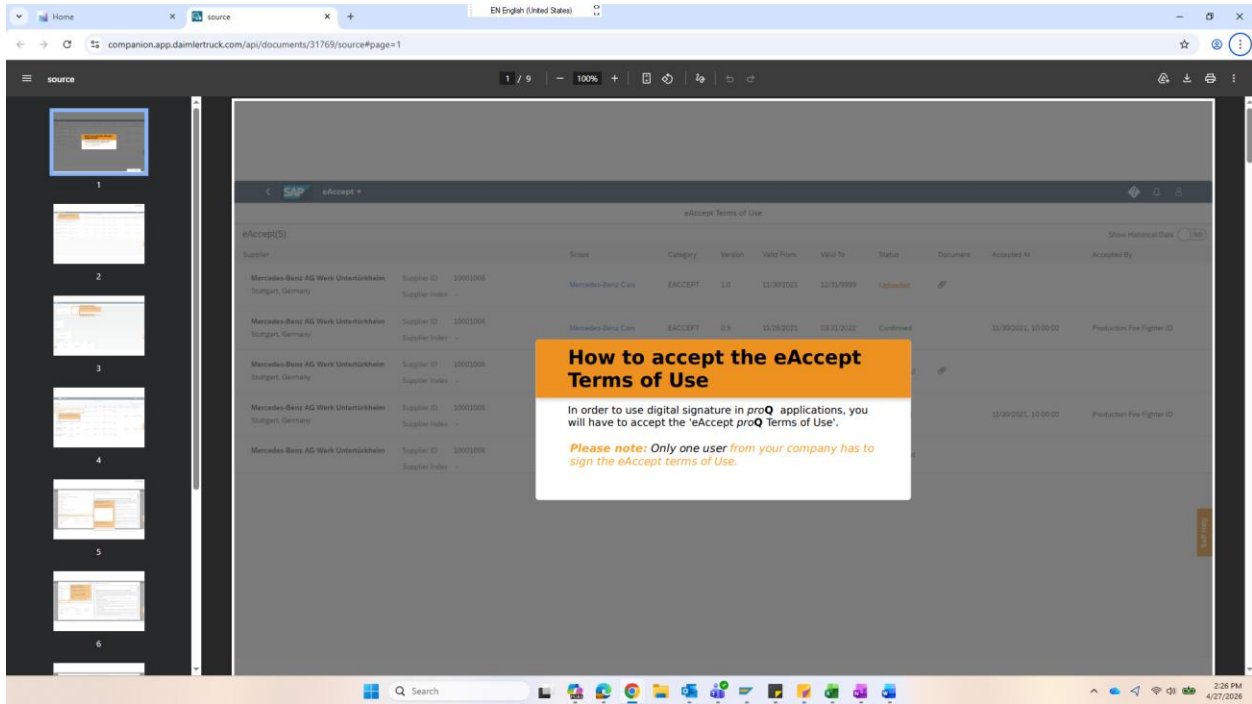 Home
source
EN English (United States)
companion.app.daimlertruck.com/api/documents/31769/source#page=1
source
1 / 9
100%
1
2
3
4
5
6
SAP eAccept
eAccept Terms of Use
eAccept(5)
Show Historical Data NO
Supplier Scope Category Version Valid From Valid To Status Document Accepted At Accepted By
Mercedes-Benz AG Werk Untertürkheim Supplier ID 10001006 Mercedes-Benz Cars EACCEPT 1.0 11/30/2021 12/31/9999 Uploaded
Stuttgart, Germany Supplier Index -
Mercedes-Benz AG Werk Untertürkheim Supplier ID 10001006 Mercedes-Benz Cars EACCEPT 0.9 Confirmed 11/30/2021, 10:00:00 Production Fire Fighter ID
Stuttgart, Germany Supplier Index -
Mercedes-Benz AG Werk Untertürkheim Supplier ID 10001006
Stuttgart, Germany Supplier Index -
Mercedes-Benz AG Werk Untertürkheim Supplier ID 10001006 11/30/2021, 10:00:00 Production Fire Fighter ID
Stuttgart, Germany Supplier Index -
Mercedes-Benz AG Werk Untertürkheim Supplier ID 10001006
Supplier Index -
How to accept the eAccept
Terms of Use
In order to use digital signature in proQ applications, you
will have to accept the 'eAccept proQ Terms of Use'.
Please note: Only one user from your company has to
sign the eAccept terms of Use.
Self Help
Search
2:26 PM
4/27/2026